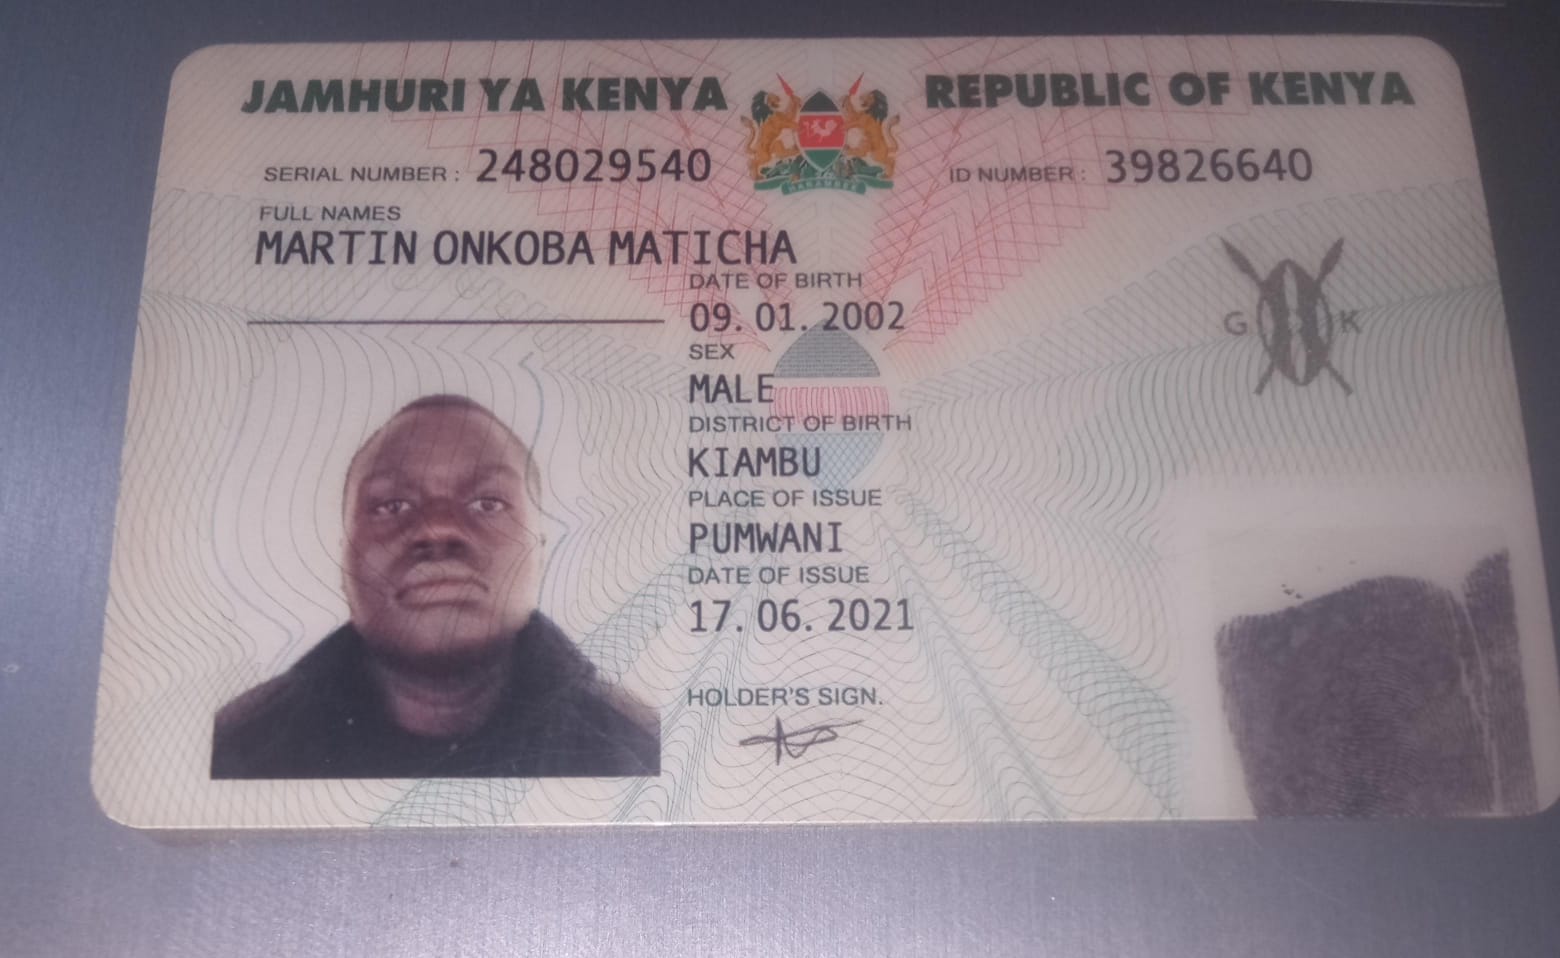 JAMHURI YA KENYA REPUBLIC OF KENYA
SERIAL NUMBER : 248029540 ID NUMBER : 39826640
FULL NAMES
MARTIN ONKOBA MATICHA
DATE OF BIRTH
09. 01. 2002
SEX
MALE
DISTRICT OF BIRTH
KIAMBU
PLACE OF ISSUE
PUMWANI
DATE OF ISSUE
17. 06. 2021
HOLDER'S SIGN.
G K
HARAMBEE